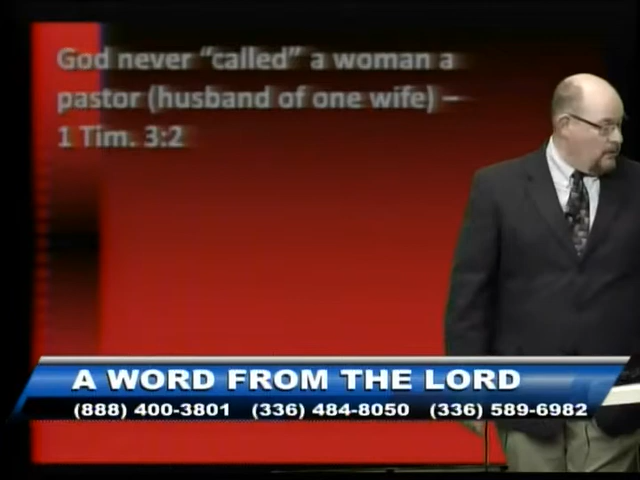 God never “called” a woman a
pastor (husband of one wife) –
1 Tim. 3:2
A WORD FROM THE LORD
(888) 400-3801 (336) 484-8050 (336) 589-6982